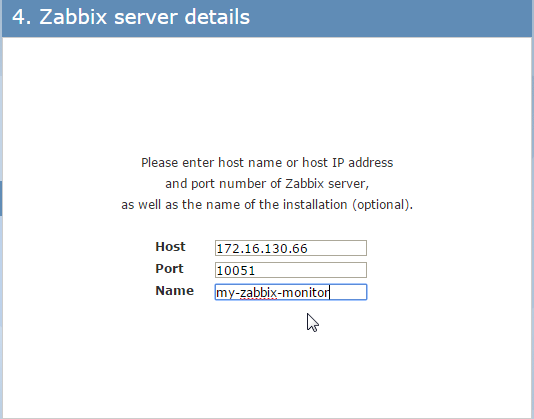 4. Zabbix server details
Please enter host name or host IP address
and port number of Zabbix server,
as well as the name of the installation (optional).
Host 172.16.130.66
Port 10051
Name my-zabbix-monitor